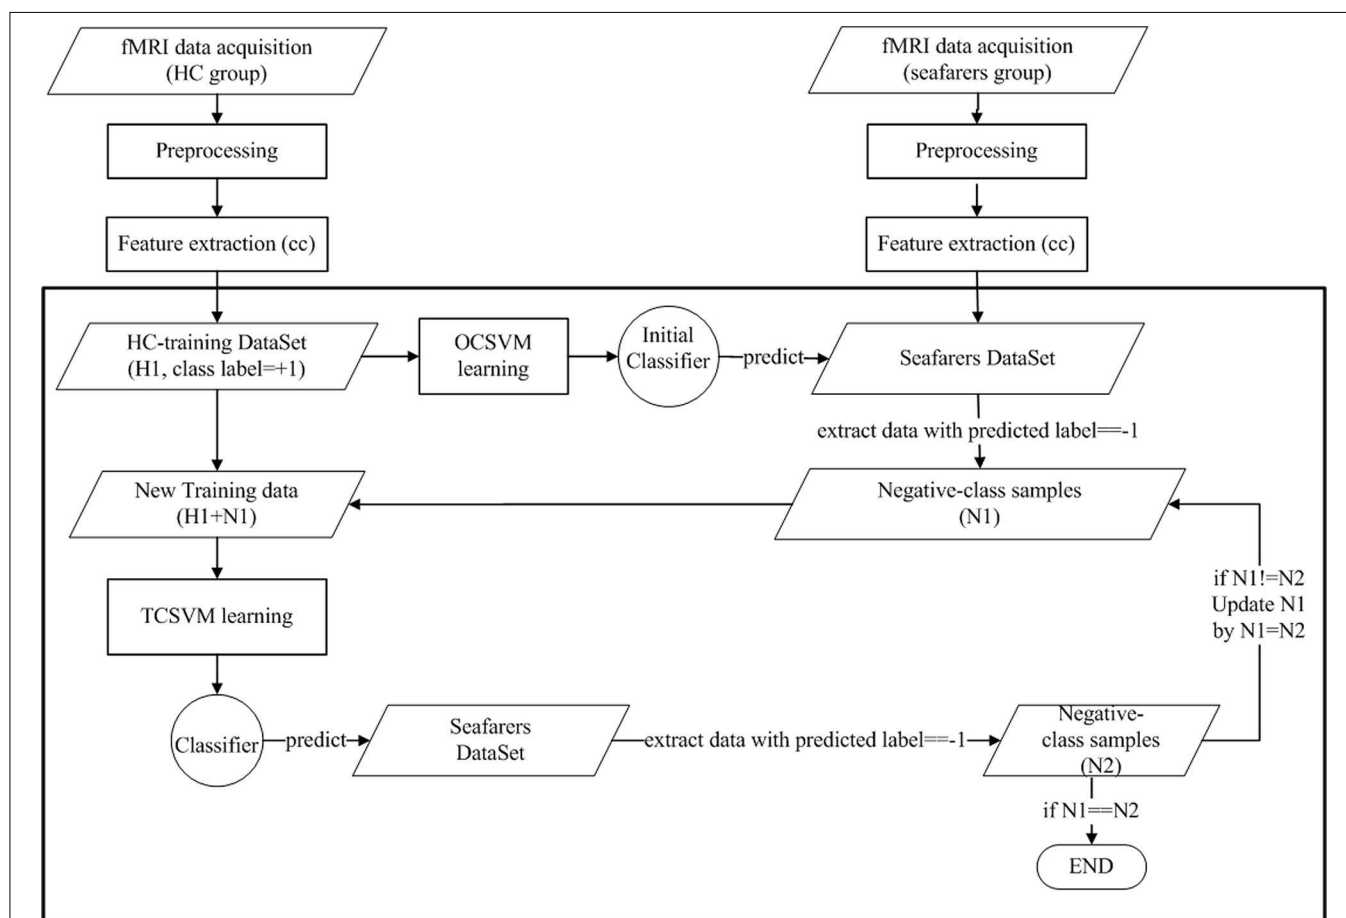 fMRI data acquisition
(HC group)
fMRI data acquisition
(seafarers group)
Preprocessing
Preprocessing
Feature extraction (cc)
Feature extraction (cc)
HC-training DataSet
(H1, class label=+1)
OCSVM
learning
Initial
Classifier
predict
Seafarers DataSet
extract data with predicted label==-1
New Training data
(H1+N1)
Negative-class samples
(N1)
if N1!=N2
Update N1
by N1=N2
TCSVM learning
Classifier
predict
Seafarers
DataSet
extract data with predicted label==-1
Negative-
class samples
(N2)
if N1==N2
END